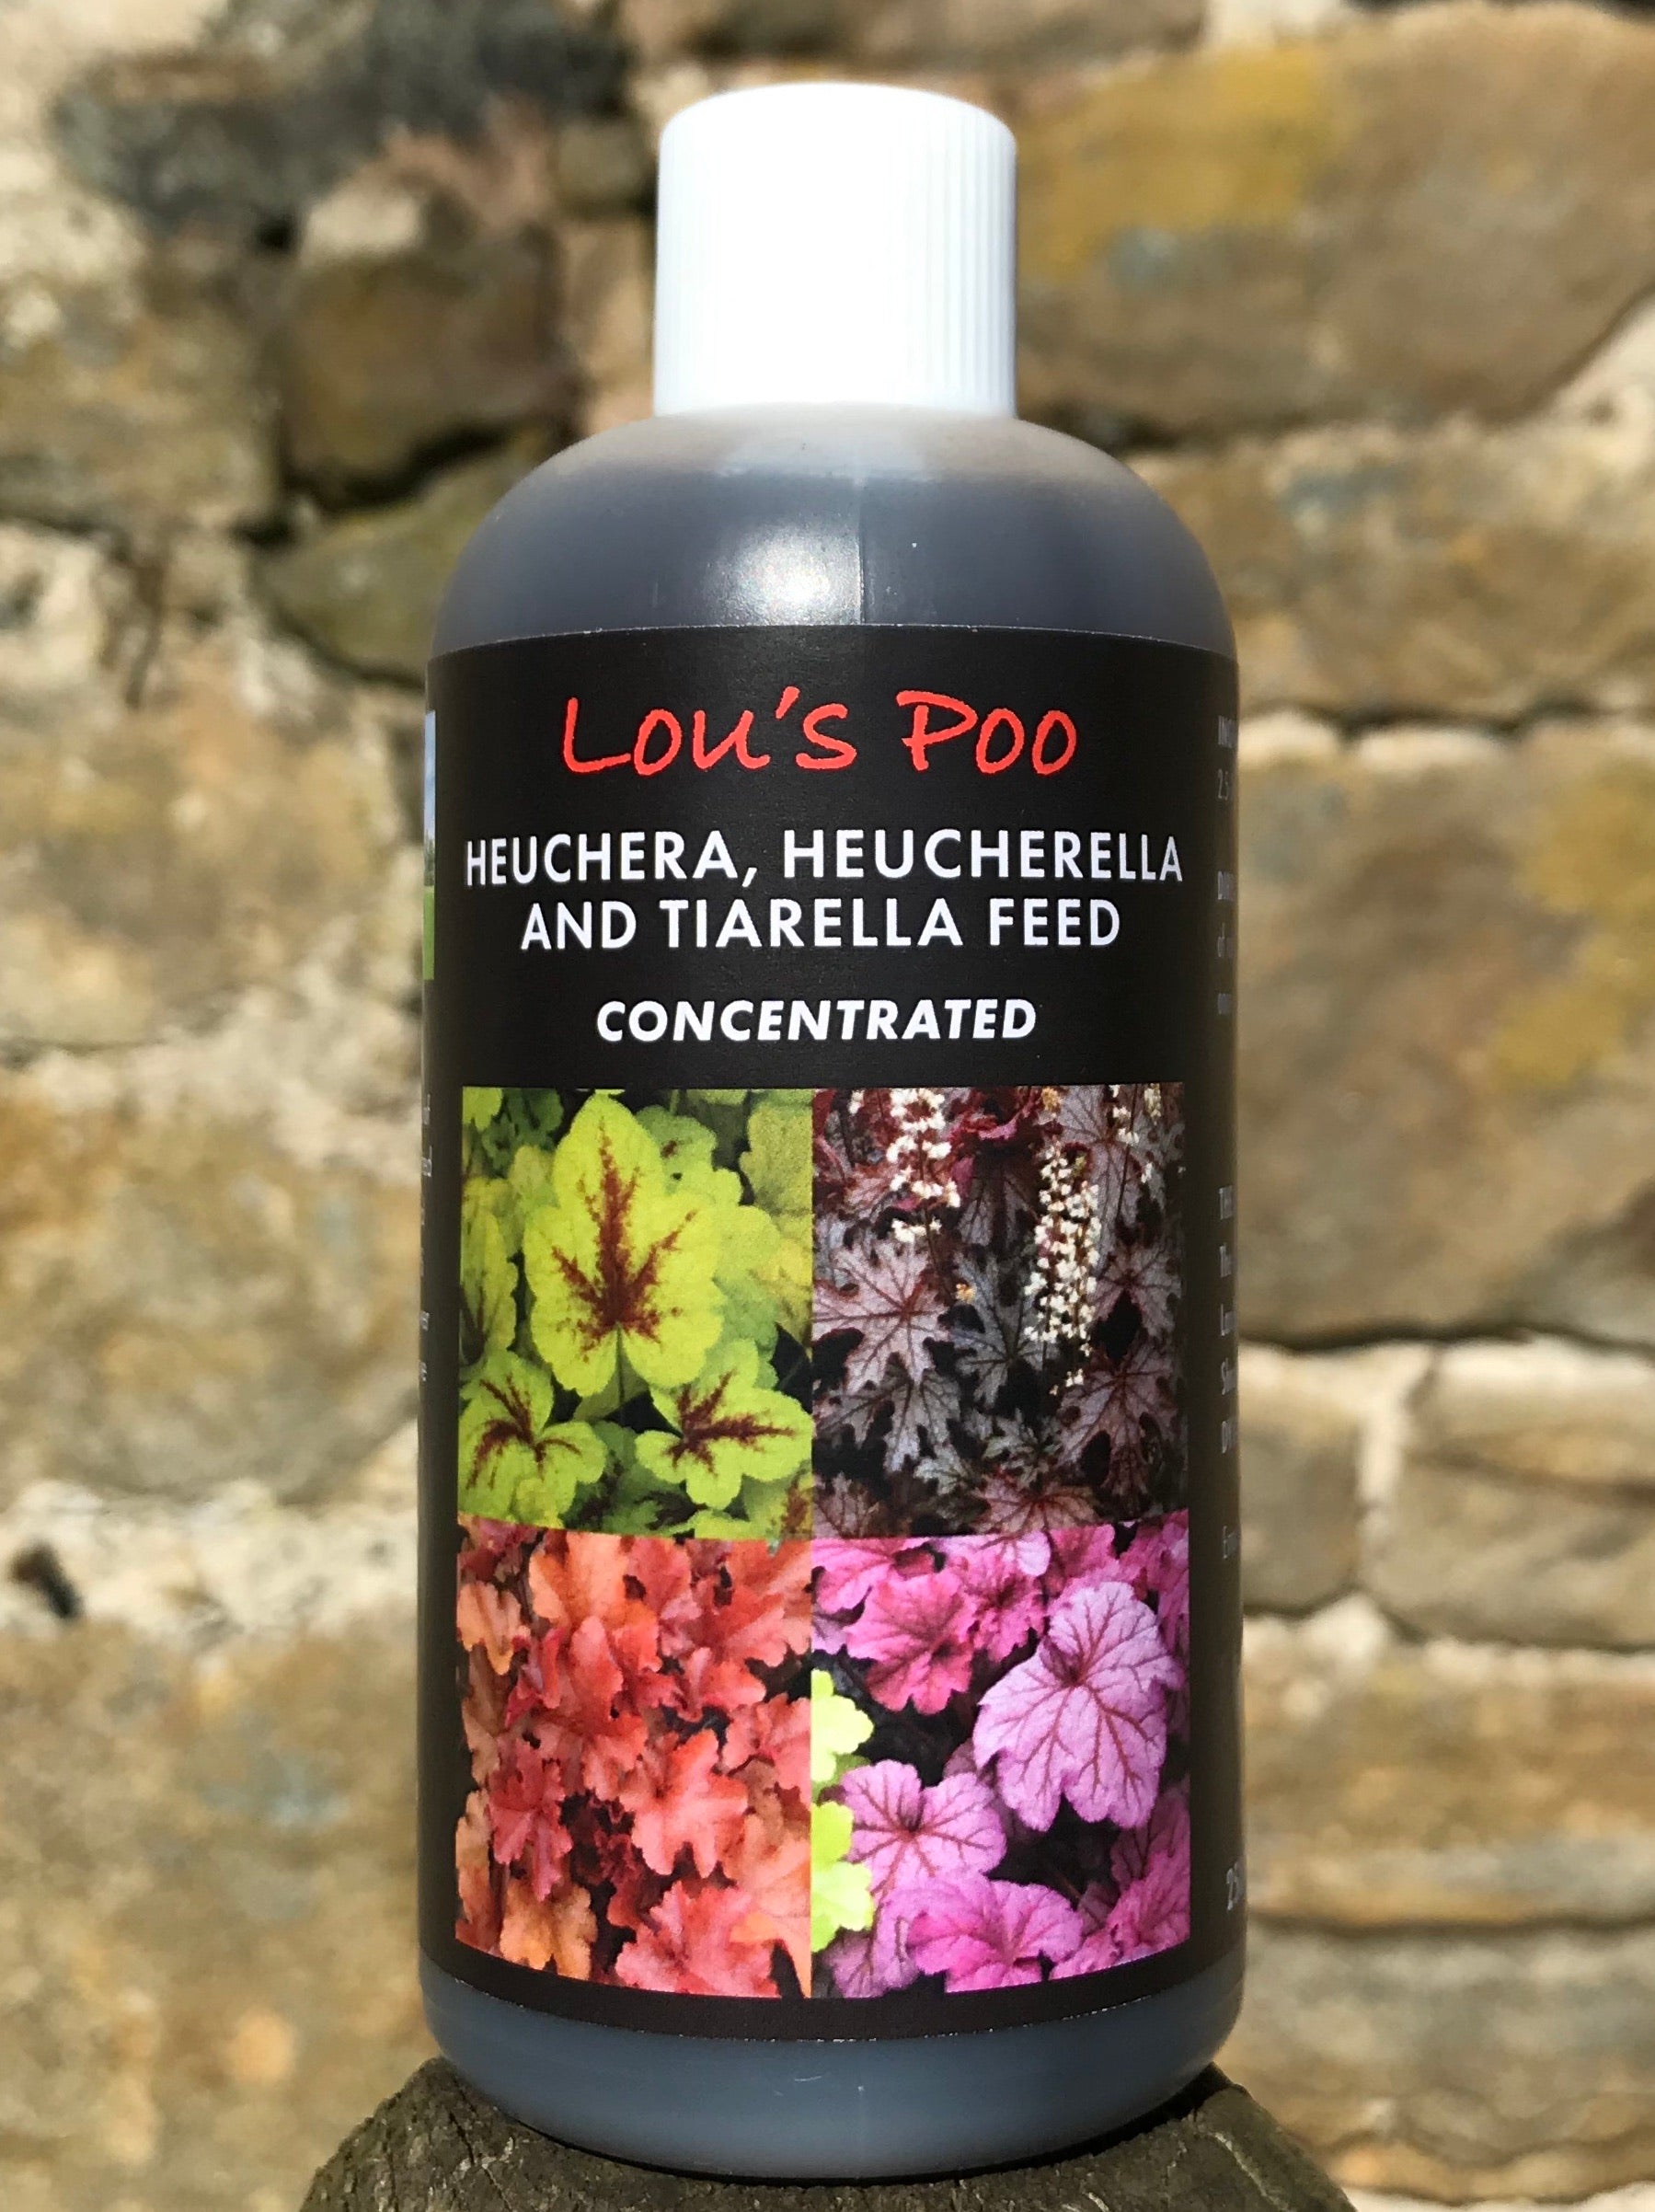 Lou's Poo
HEUCHERA, HEUCHERELLA
AND TIARELLA FEED
CONCENTRATED